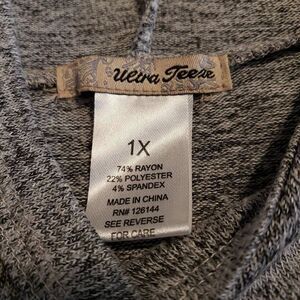 Ultra Teeze
1X
74% RAYON
22% POLYESTER
4% SPANDEX
MADE IN CHINA
RN# 126144
SEE REVERSE
FOR CARE